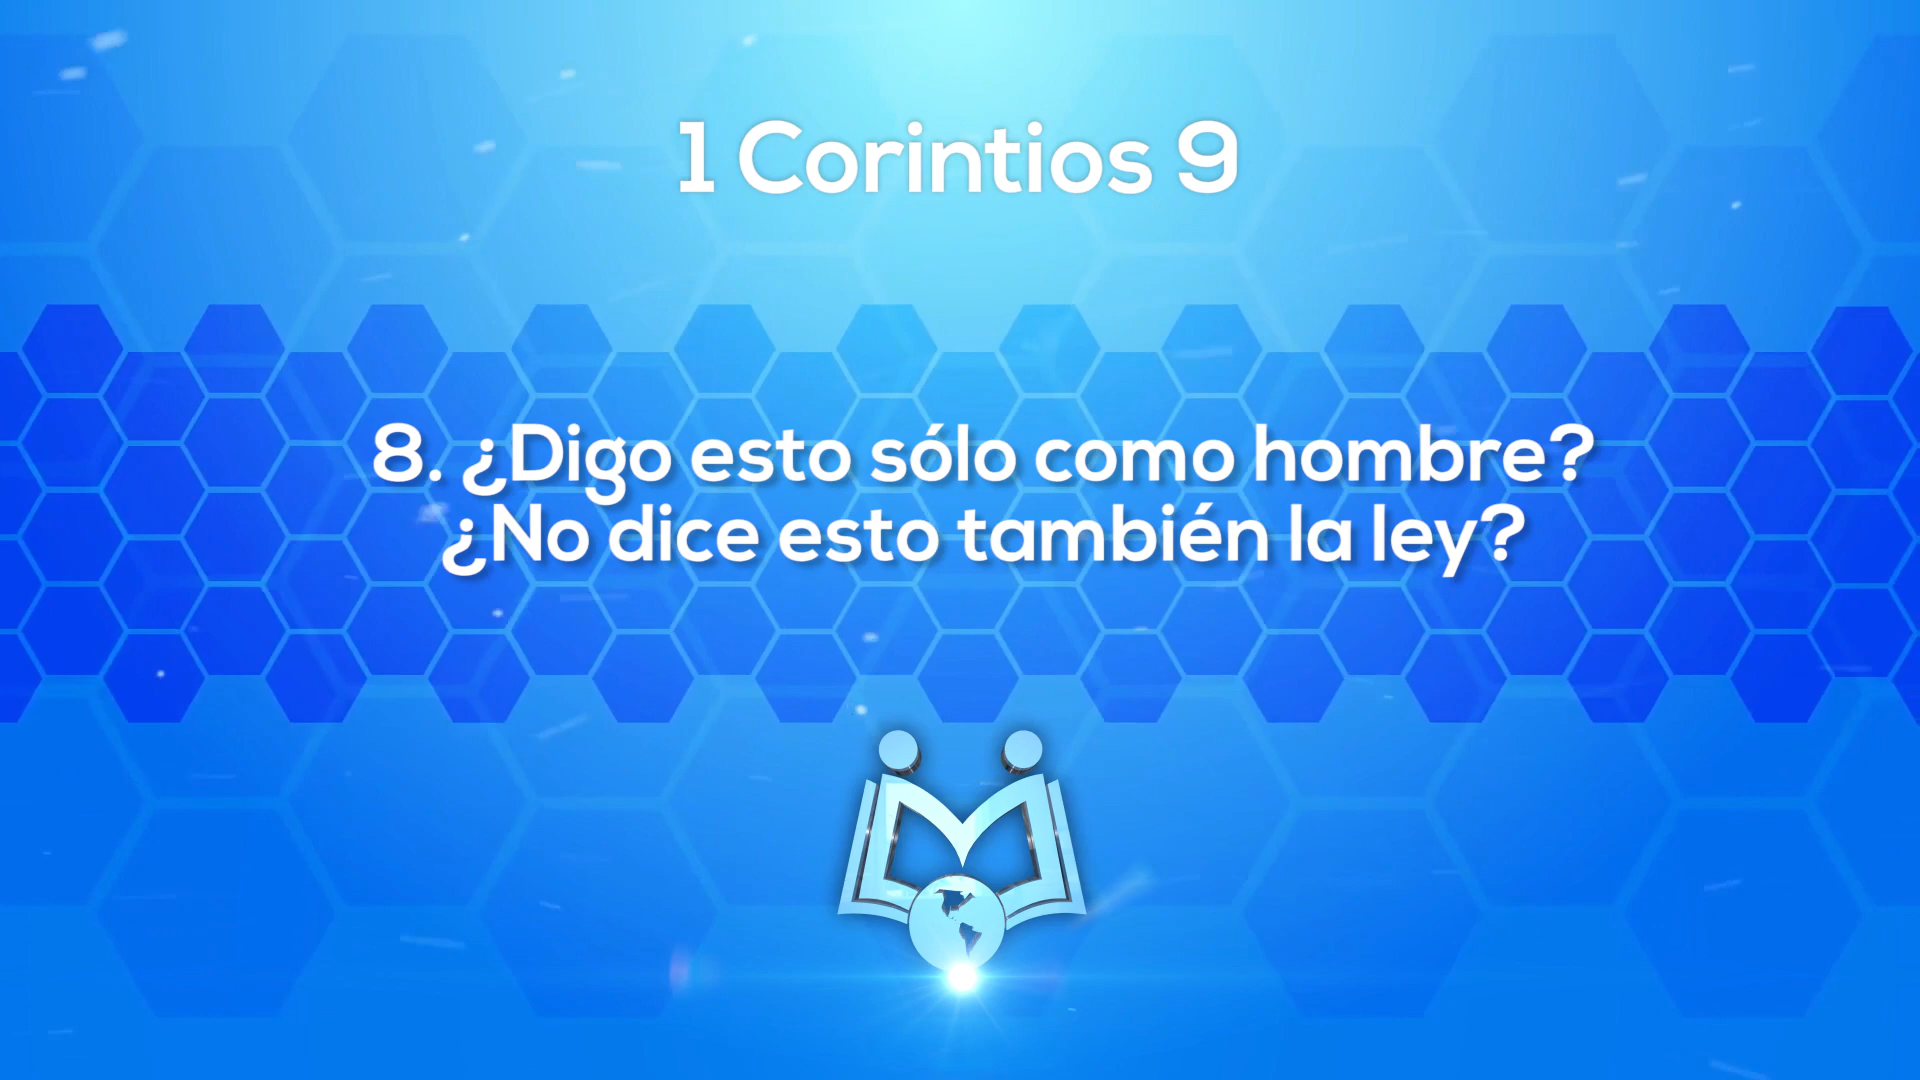 1 Corintios 9
8. ¿Digo esto sólo como hombre?
¿No dice esto también la ley?